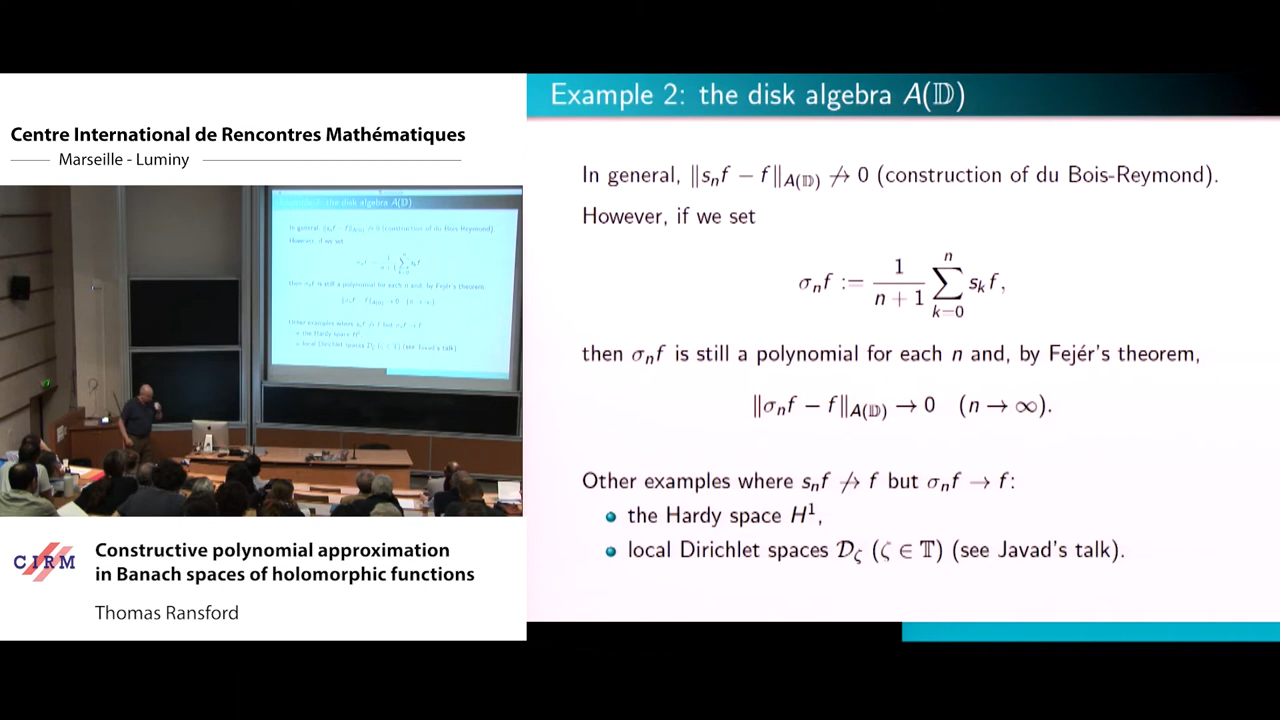 Centre International de Rencontres Mathématiques
Marseille - Luminy
Example 2: the disk algebra A(𝔻)
In general, ‖sₙf − f‖_{A(𝔻)} ↛ 0 (construction of du Bois-Reymond).
However, if we set
σₙf := \frac{1}{n + 1} \sum_{k=0}^{n} sₖf,
then σₙf is still a polynomial for each n and, by Fejér's theorem,
‖σₙf − f‖_{A(𝔻)} → 0 (n → ∞).
Other examples where sₙf ↛ f but σₙf → f:
the Hardy space H¹,
local Dirichlet spaces 𝒟_ζ (ζ ∈ 𝕋) (see Javad's talk).
CIRM
Constructive polynomial approximation
in Banach spaces of holomorphic functions
Thomas Ransford